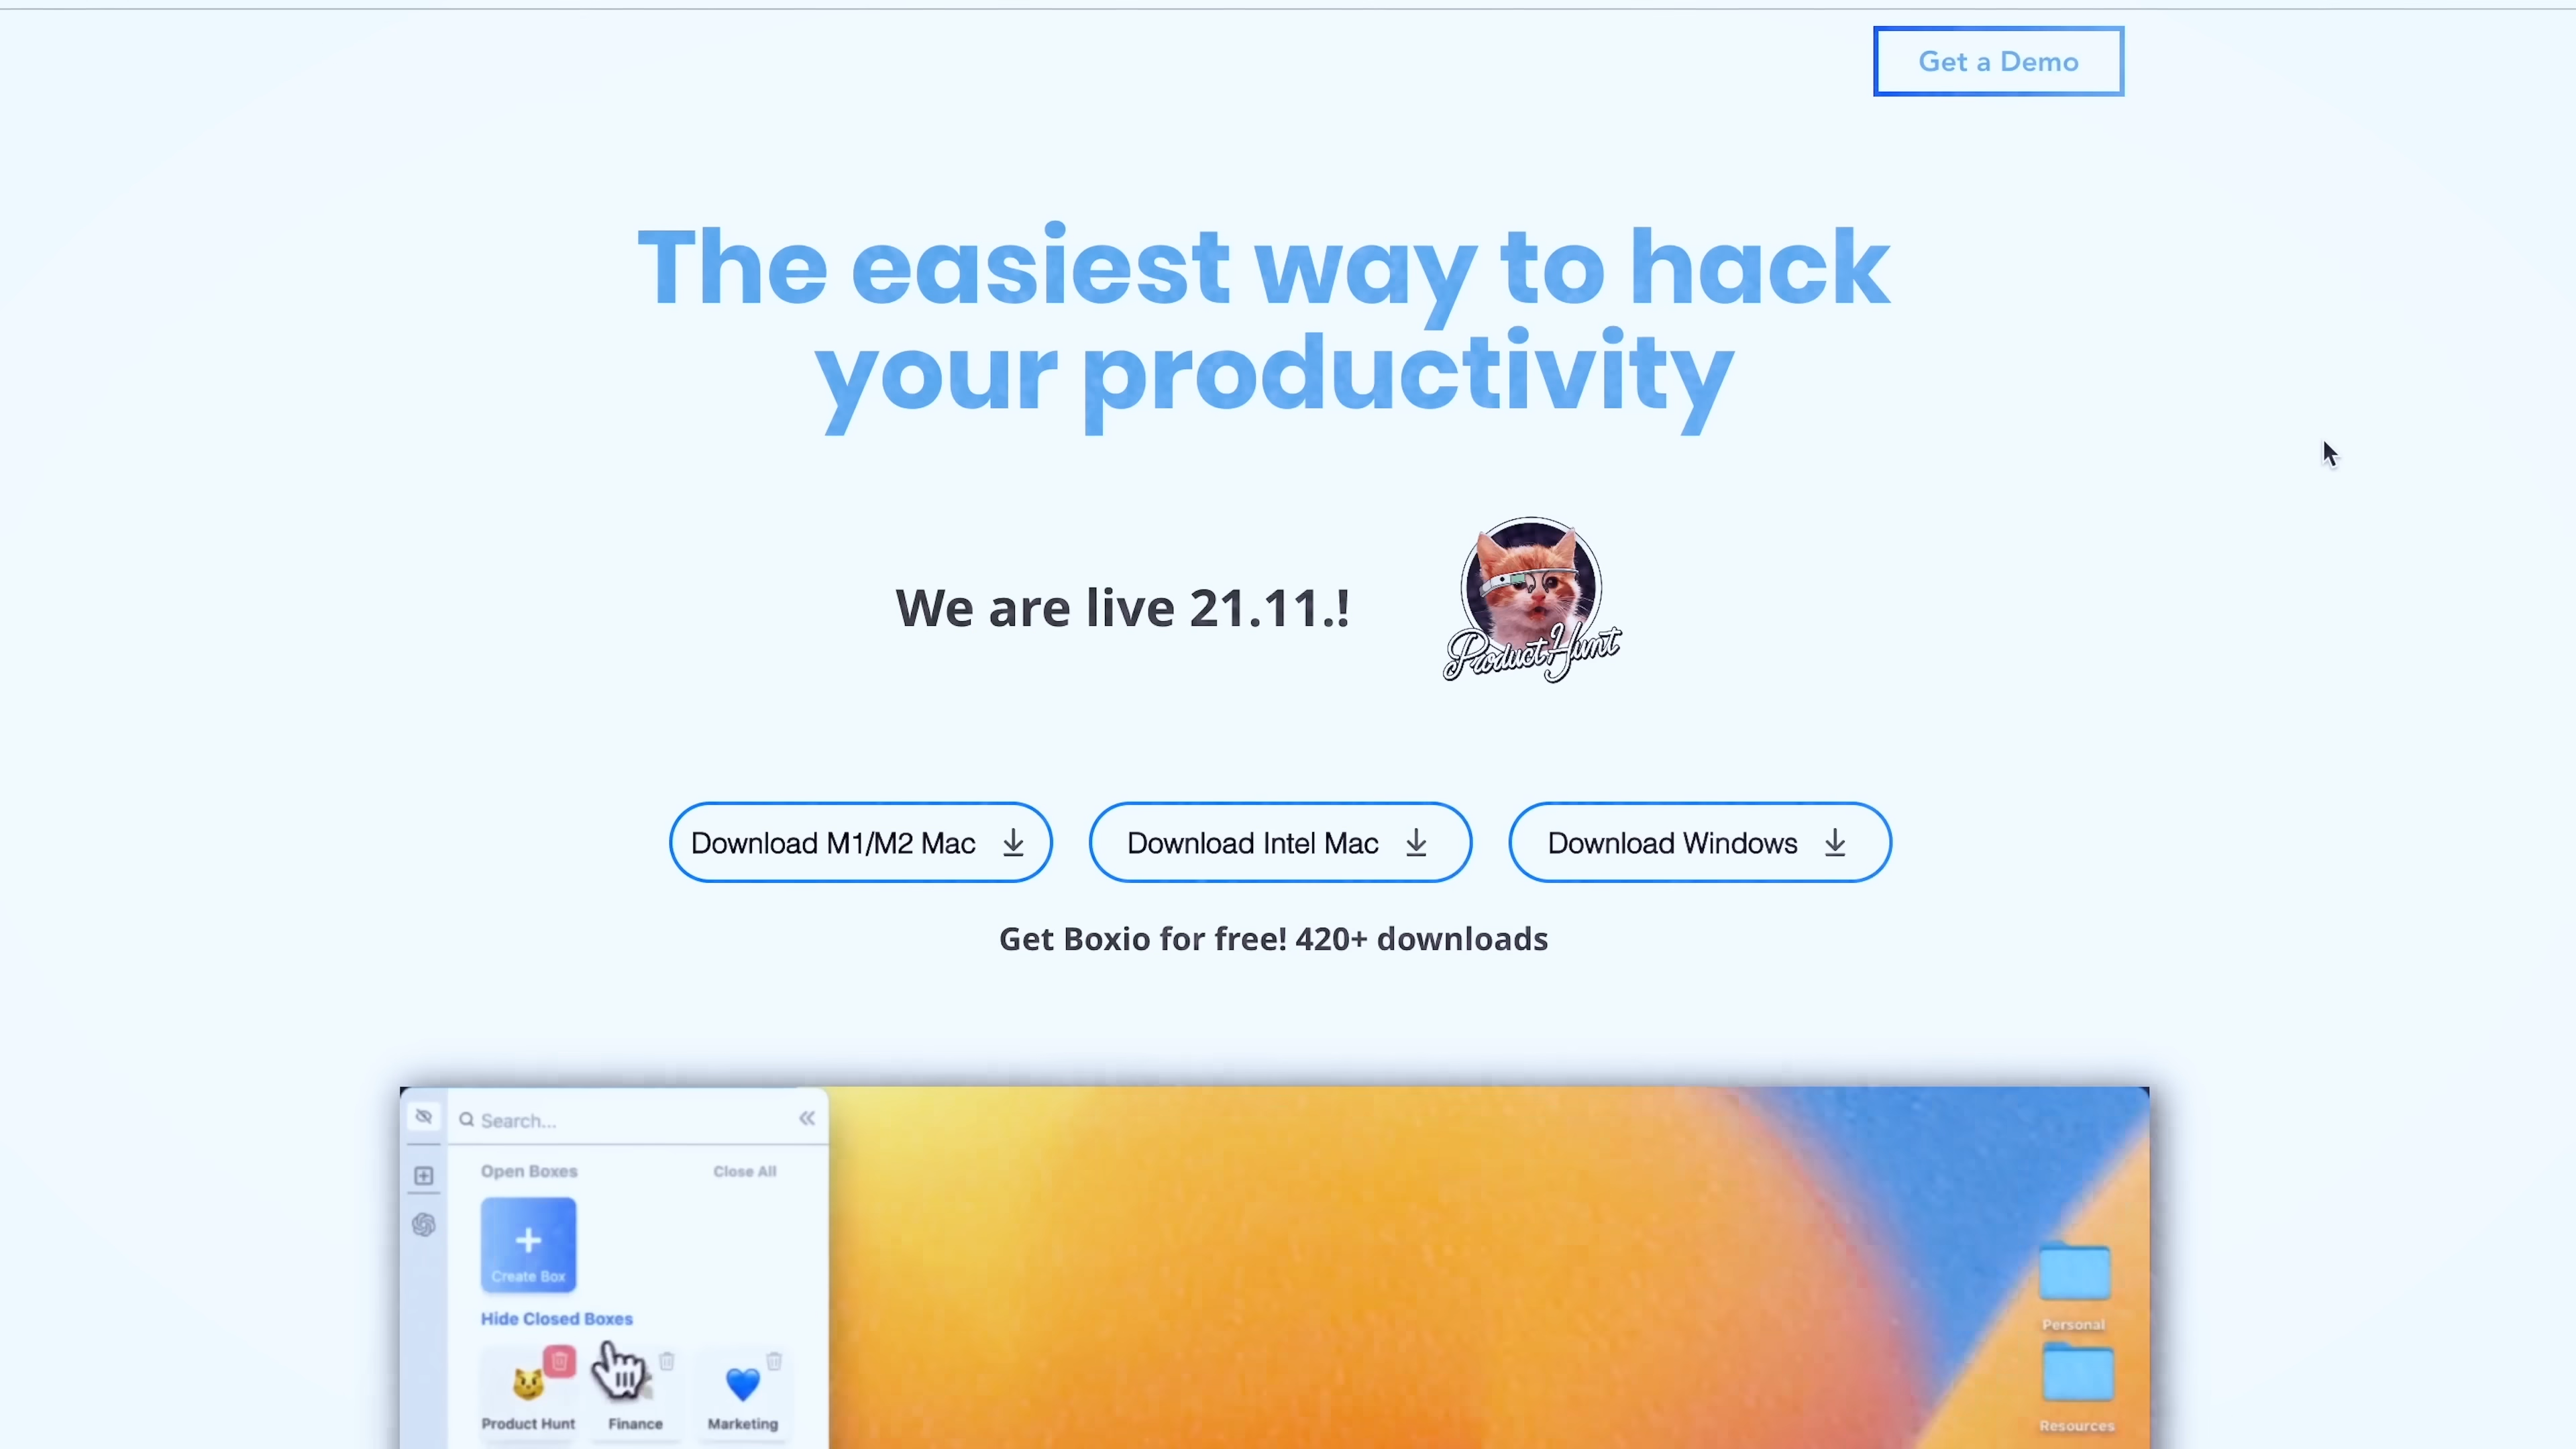 Get a Demo
The easiest way to hack
your productivity
We are live 21.11.!
Product Hunt
Download M1/M2 Mac
Download Intel Mac
Download Windows
Get Boxio for free! 420+ downloads
Search...
Open Boxes
Close All
Create Box
Hide Closed Boxes
Product Hunt
Finance
Marketing
Personal
Resources